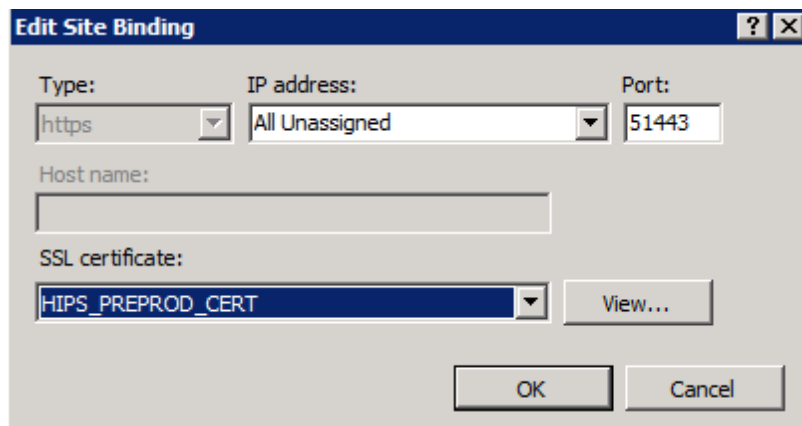 Edit Site Binding
Type: IP address: Port:
https All Unassigned 51443
Host name:
SSL certificate:
HIPS_PREPROD_CERT View...
OK Cancel